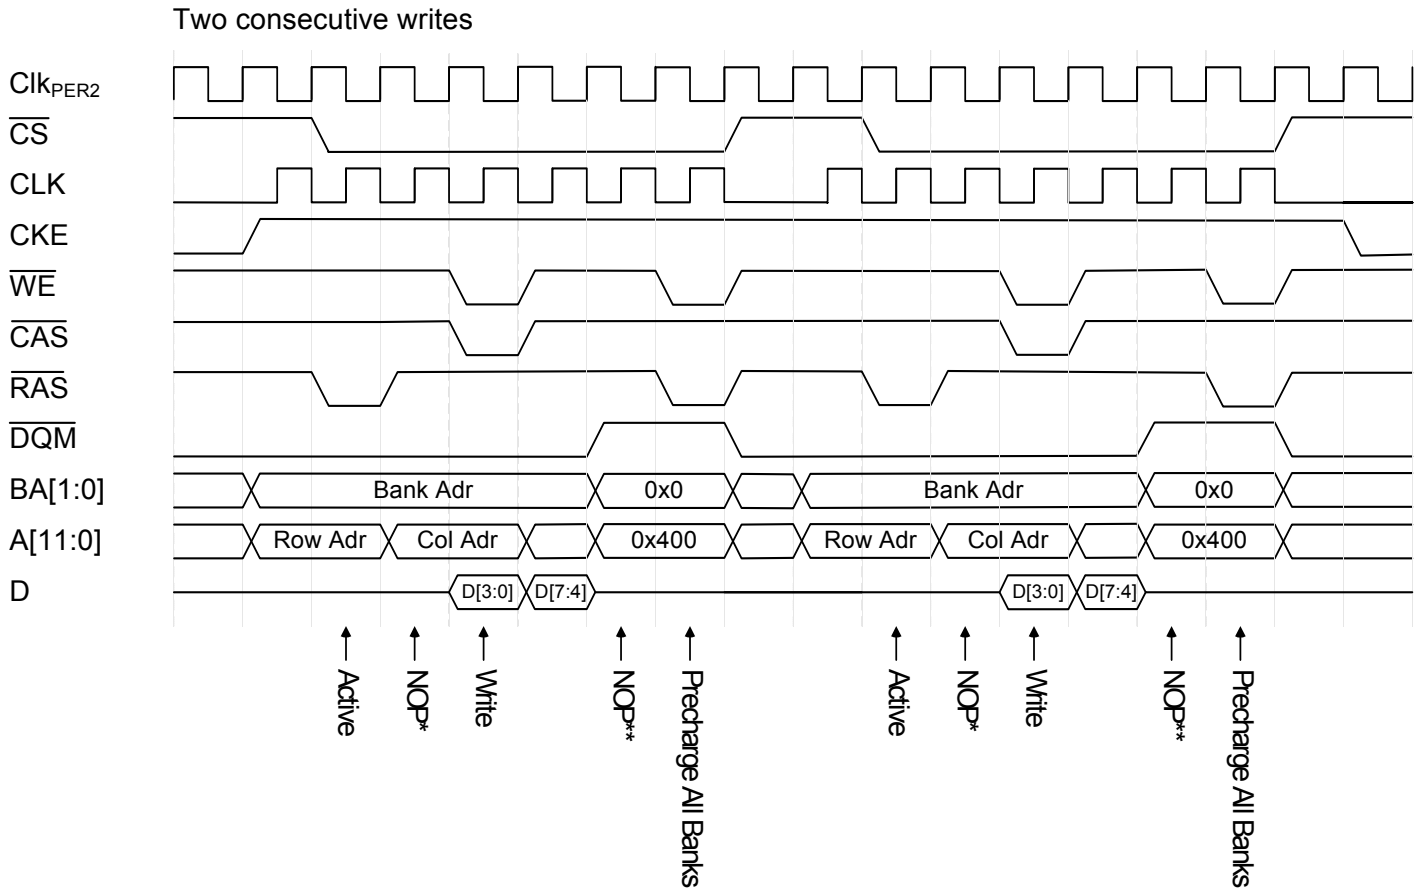 Two consecutive writes
ClkPER2
CS
CLK
CKE
WE
CAS
RAS
DQM
BA[1:0] Bank Adr 0x0 Bank Adr 0x0
A[11:0] Row Adr Col Adr 0x400 Row Adr Col Adr 0x400
D D[3:0] D[7:4] D[3:0] D[7:4]
Active
NOP*
Write
NOP**
Precharge All Banks
Active
NOP*
Write
NOP**
Precharge All Banks